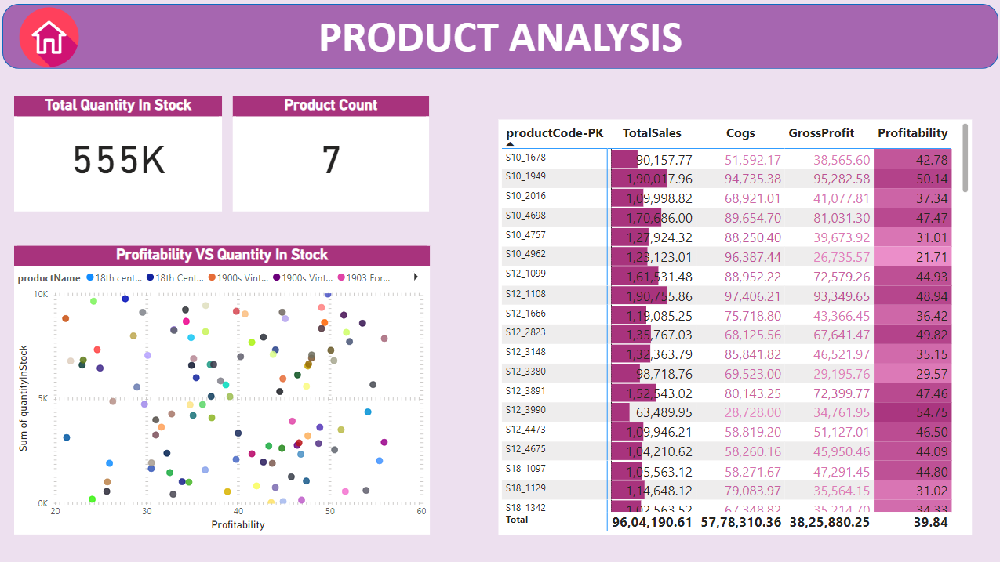 PRODUCT ANALYSIS
Total Quantity In Stock
555K
Product Count
7
Profitability VS Quantity In Stock
productName 18th cent... 18th Cent... 1900s Vint... 1900s Vint... 1903 For...
Sum of quantityInStock
10K
5K
0K
20 30 40 50 60
Profitability
productCode-PK TotalSales Cogs GrossProfit Profitability
S10_1678 90,157.77 51,592.17 38,565.60 42.78
S10_1949 1,90,017.96 94,735.38 95,282.58 50.14
S10_2016 1,09,998.82 68,921.01 41,077.81 37.34
S10_4698 1,70,686.00 89,654.70 81,031.30 47.47
S10_4757 1,27,924.32 88,250.40 39,673.92 31.01
S10_4962 1,23,123.01 96,387.44 26,735.57 21.71
S12_1099 1,61,531.48 88,952.22 72,579.26 44.93
S12_1108 1,90,755.86 97,406.21 93,349.65 48.94
S12_1666 1,19,085.25 75,718.80 43,366.45 36.42
S12_2823 1,35,767.03 68,125.56 67,641.47 49.82
S12_3148 1,32,363.79 85,841.82 46,521.97 35.15
S12_3380 98,718.76 69,523.00 29,195.76 29.57
S12_3891 1,52,543.02 80,143.25 72,399.77 47.46
S12_3990 63,489.95 28,728.00 34,761.95 54.75
S12_4473 1,09,946.21 58,819.20 51,127.01 46.50
S12_4675 1,04,210.62 58,260.16 45,950.46 44.09
S18_1097 1,05,563.12 58,271.67 47,291.45 44.80
S18_1129 1,14,648.12 79,083.97 35,564.15 31.02
S18_1342 1,02,563.52 67,348.82 35,214.70 34.33
Total 96,04,190.61 57,78,310.36 38,25,880.25 39.84